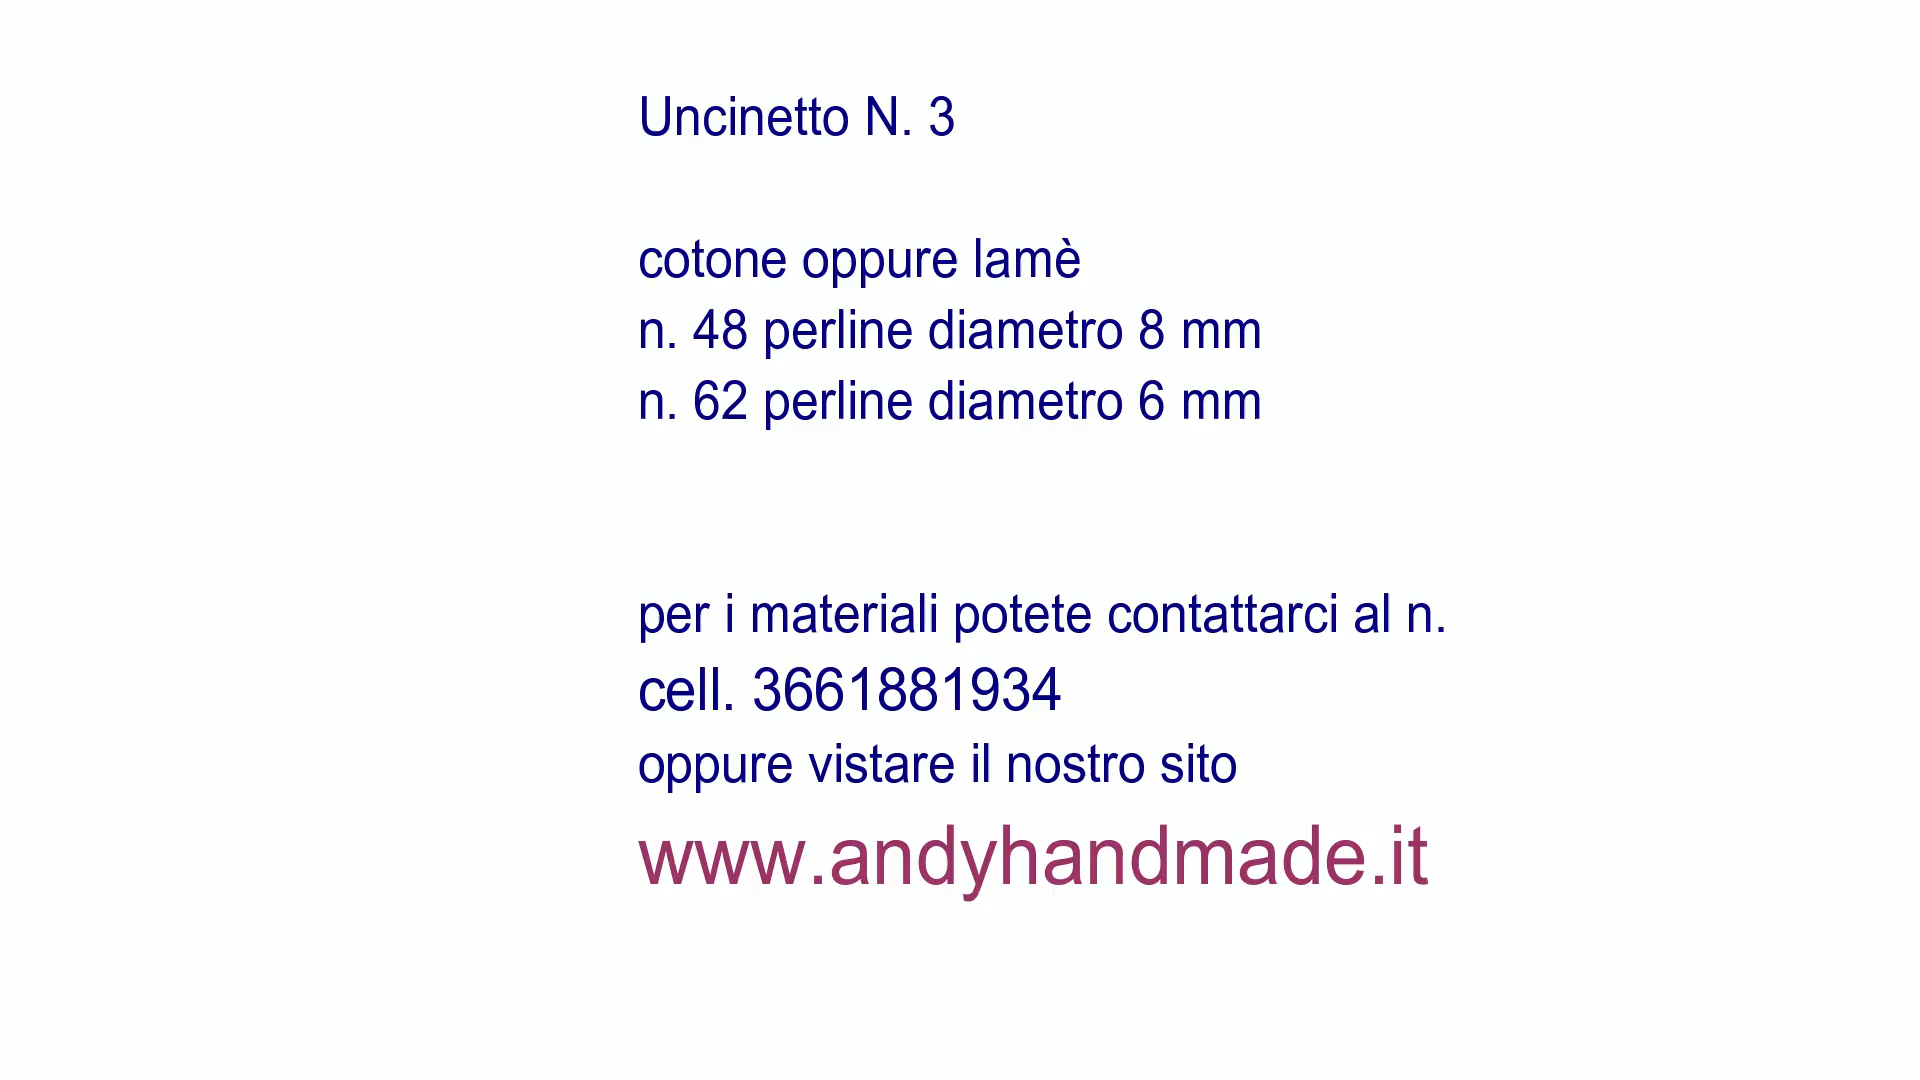 Uncinetto N. 3
cotone oppure lamè
n. 48 perline diametro 8 mm
n. 62 perline diametro 6 mm
per i materiali potete contattarci al n.
cell. 3661881934
oppure vistare il nostro sito
www.andyhandmade.it